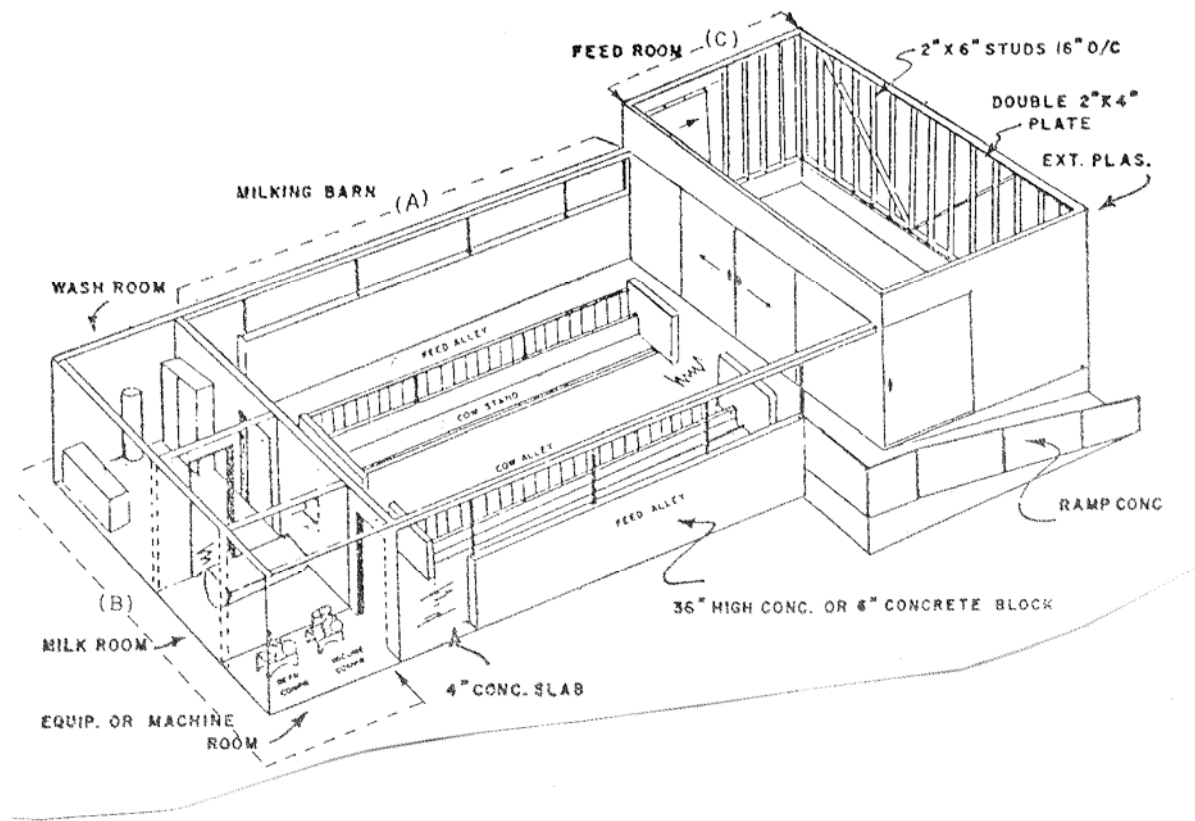 FEED ROOM (C)
2" X 6" STUDS 16" O/C
DOUBLE 2" X 4"
PLATE
EXT. PLAS.
MILKING BARN
(A)
WASH ROOM
FEED ALLEY
COW STAND
COW ALLEY
FEED ALLEY
RAMP CONC
(B)
36" HIGH CONC. OR 6" CONCRETE BLOCK
MILK ROOM
4" CONC. SLAB
EQUIP. OR MACHINE
ROOM